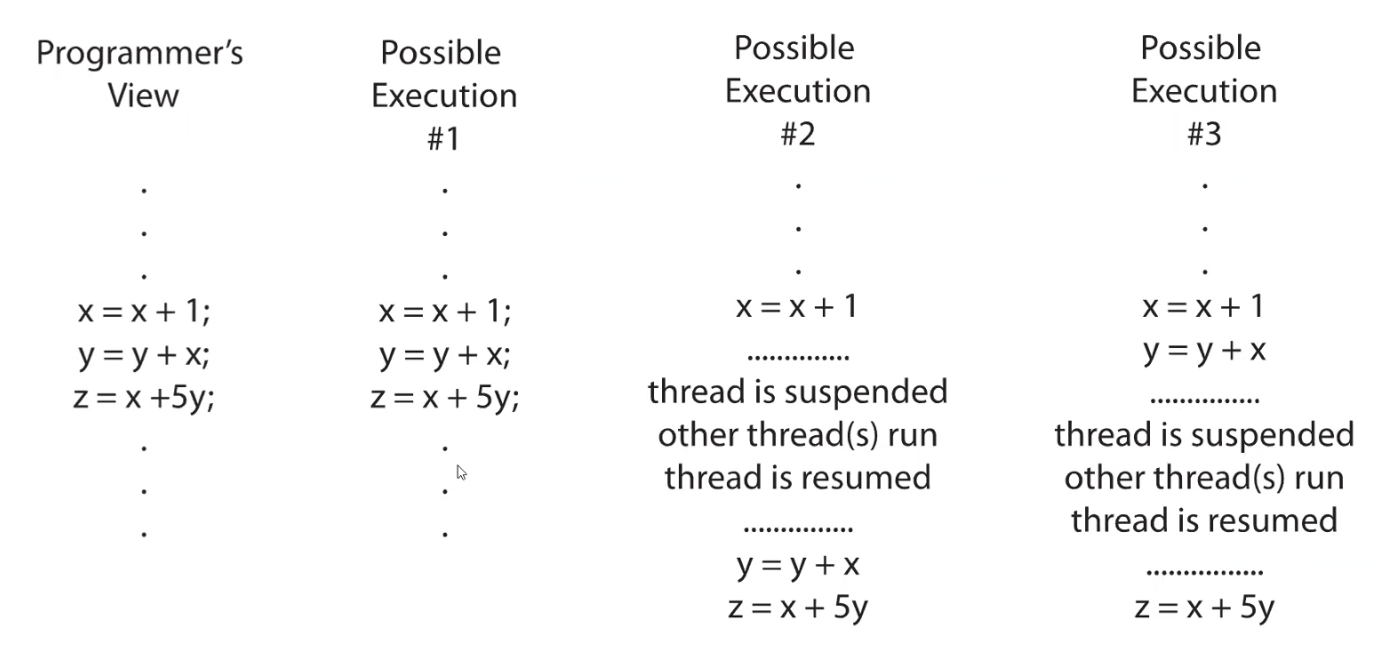 Programmer's
View
.
.
.
x = x + 1;
y = y + x;
z = x +5y;
.
.
.
Possible
Execution
#1
.
.
.
x = x + 1;
y = y + x;
z = x + 5y;
.
.
.
Possible
Execution
#2
.
.
.
x = x + 1
..............
thread is suspended
other thread(s) run
thread is resumed
...............
y = y + x
z = x + 5y
Possible
Execution
#3
.
.
.
x = x + 1
y = y + x
...............
thread is suspended
other thread(s) run
thread is resumed
................
z = x + 5y